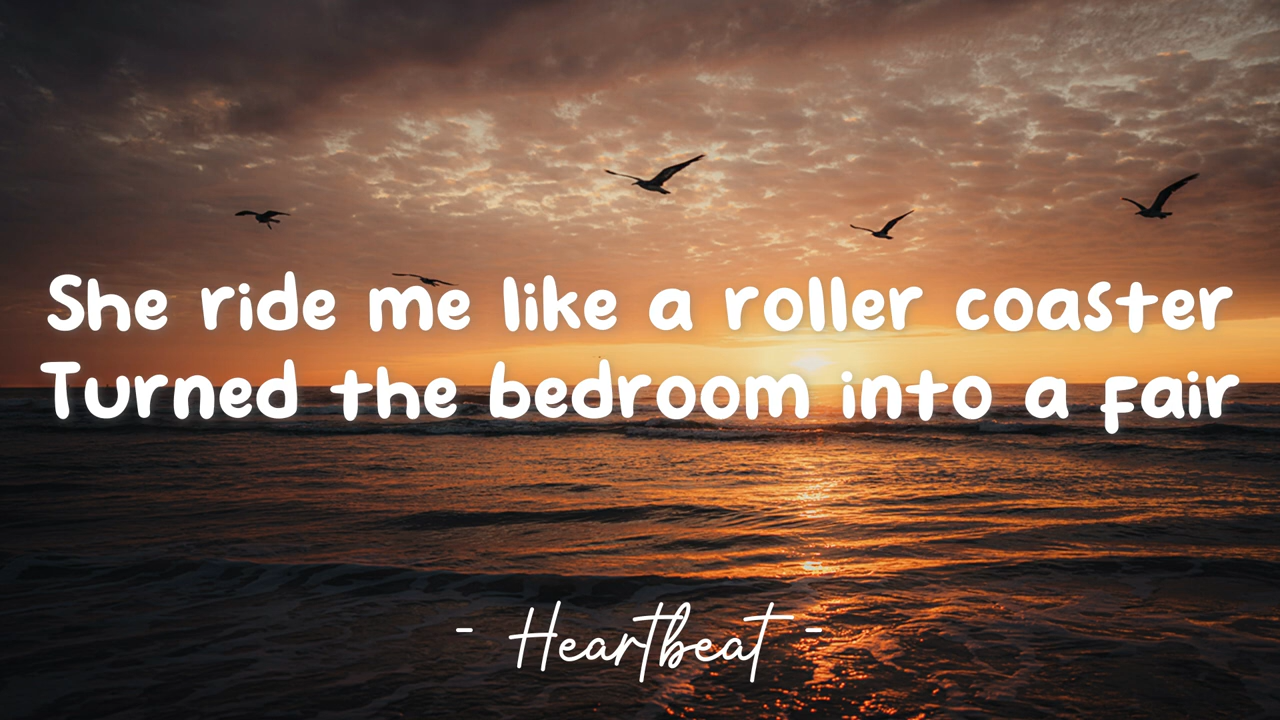 She ride me like a roller coaster
Turned the bedroom into a fair
- Heartbeat -